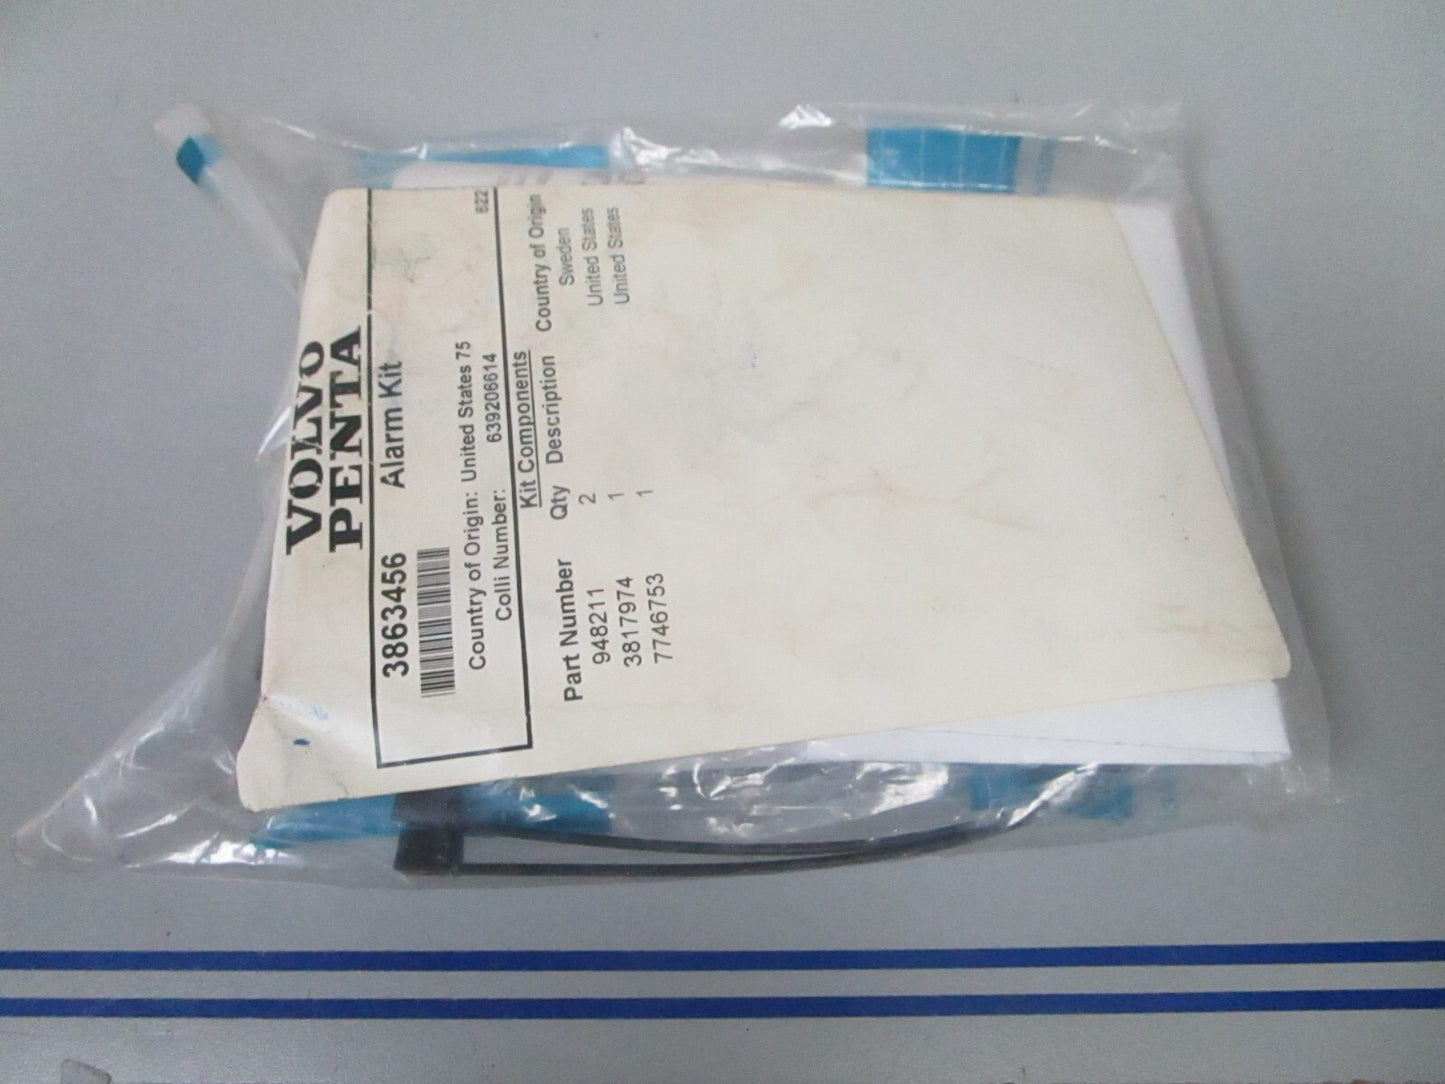 VOLVO
PENTA
3863456 Alarm Kit
Country of Origin: United States 75 622
Colli Number: 639206614
Kit Components
Part Number Qty Description Country of Origin
948211 2 Sweden
3817974 1 United States
7746753 1 United States